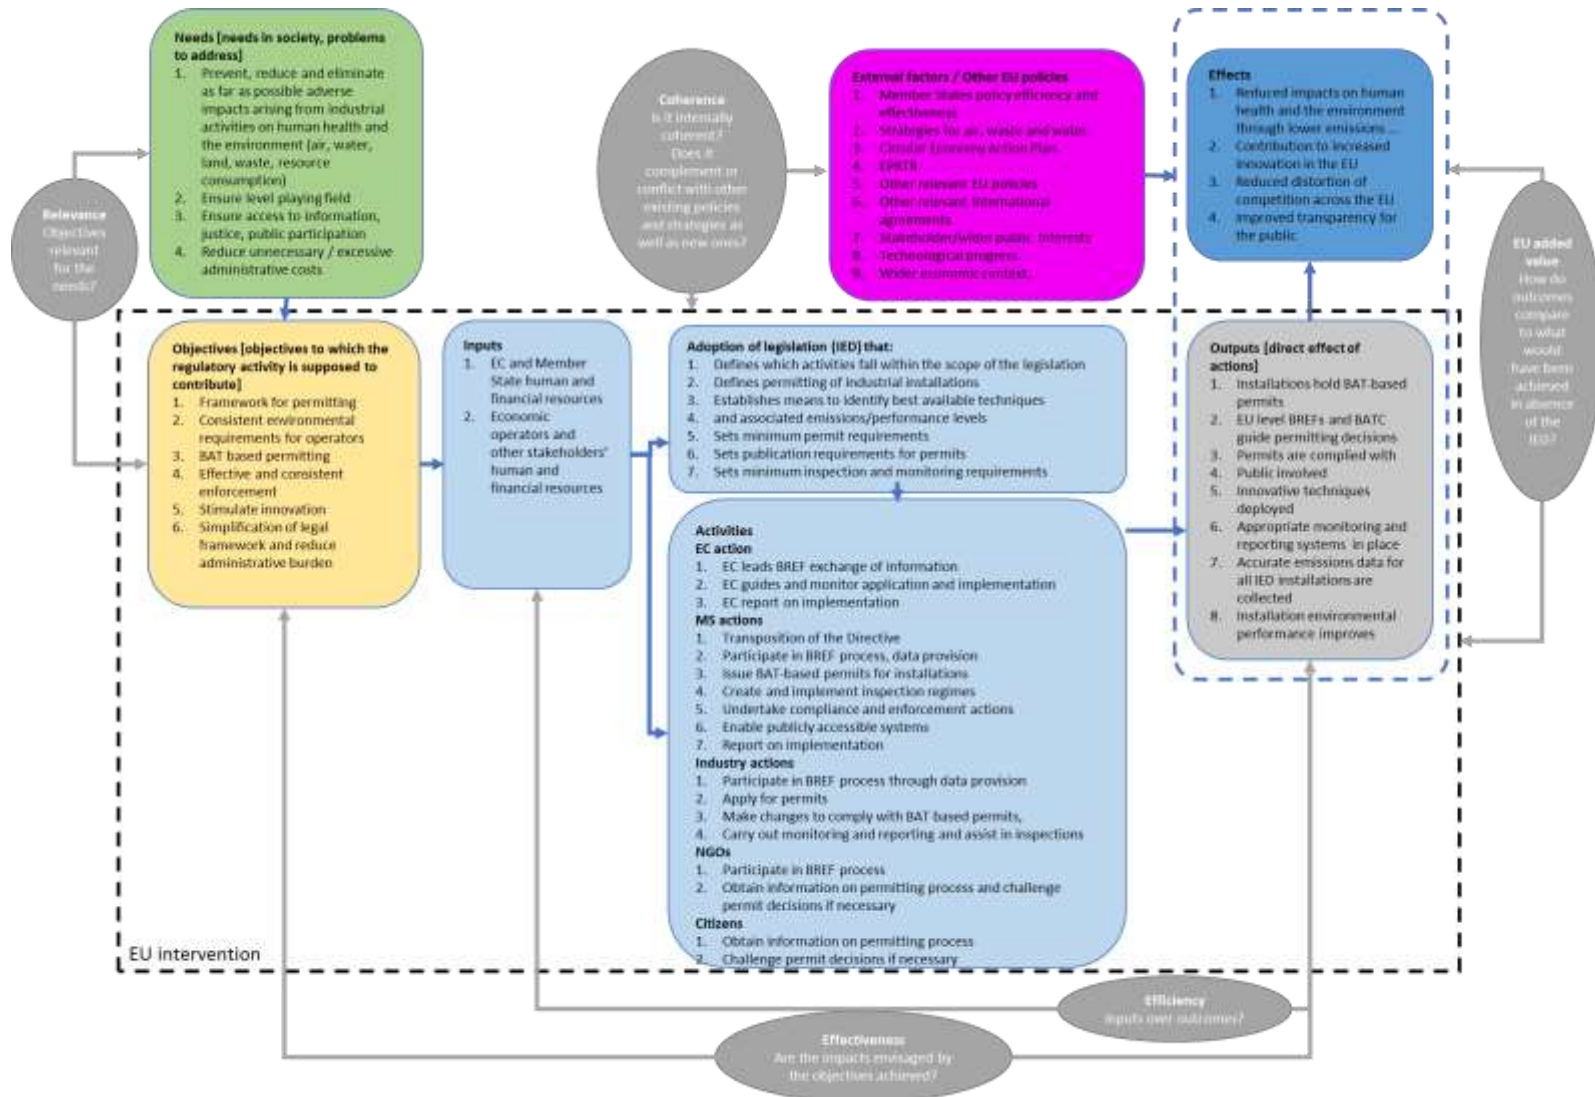 Needs [needs in society, problems
to address]
1. Prevent, reduce and eliminate
as far as possible adverse
impacts arising from industrial
activities on human health and
the environment (air, water,
land, waste, resource
consumption)
2. Ensure level playing field
3. Ensure access to information,
justice, public participation
4. Reduce unnecessary / excessive
administrative costs
Relevance
Objectives
relevant
for the
needs?
Coherence
Is it internally
coherent?
Does it
complement or
conflict with other
existing policies
and strategies as
well as new ones?
External factors / Other EU policies
1. Member States policy efficiency and
effectiveness
2. Strategies for air, waste and water
3. Circular Economy Action Plan
4. EPRTR
5. Other relevant EU policies
6. Other relevant international
agreements
7. Stakeholder/wider public interests
8. Technological progress
9. Wider economic context.
Effects
1. Reduced impacts on human
health and the environment
through lower emissions ...
2. Contribution to increased
innovation in the EU
3. Reduced distortion of
competition across the EU
4. Improved transparency for
the public
EU added
value
How do
outcomes
compare
to what
would
have been
achieved
in absence
of the
IED?
Objectives [objectives to which the
regulatory activity is supposed to
contribute]
1. Framework for permitting
2. Consistent environmental
requirements for operators
3. BAT based permitting
4. Effective and consistent
enforcement
5. Stimulate innovation
6. Simplification of legal
framework and reduce
administrative burden
Inputs
1. EC and Member
State human and
financial resources
2. Economic
operators and
other stakeholders'
human and
financial resources
Adoption of legislation (IED) that:
1. Defines which activities fall within the scope of the legislation
2. Defines permitting of industrial installations
3. Establishes means to identify best available techniques
4. and associated emissions/performance levels
5. Sets minimum permit requirements
6. Sets publication requirements for permits
7. Sets minimum inspection and monitoring requirements
Activities
EC action
1. EC leads BREF exchange of information
2. EC guides and monitor application and implementation
3. EC report on implementation
MS actions
1. Transposition of the Directive
2. Participate in BREF process, data provision
3. Issue BAT-based permits for installations
4. Create and implement inspection regimes
5. Undertake compliance and enforcement actions
6. Enable publicly accessible systems
7. Report on implementation
Industry actions
1. Participate in BREF process through data provision
2. Apply for permits
3. Make changes to comply with BAT based permits,
4. Carry out monitoring and reporting and assist in inspections
NGOs
1. Participate in BREF process
2. Obtain information on permitting process and challenge
permit decisions if necessary
Citizens
1. Obtain information on permitting process
2. Challenge permit decisions if necessary
Outputs [direct effect of
actions]
1. Installations hold BAT-based
permits
2. EU level BREFs and BATC
guide permitting decisions
3. Permits are complied with
4. Public involved
5. Innovative techniques
deployed
6. Appropriate monitoring and
reporting systems in place
7. Accurate emissions data for
all IED installations are
collected
8. Installation environmental
performance improves
EU intervention
Efficiency
Inputs over outcomes?
Effectiveness
Are the impacts envisaged by
the objectives achieved?